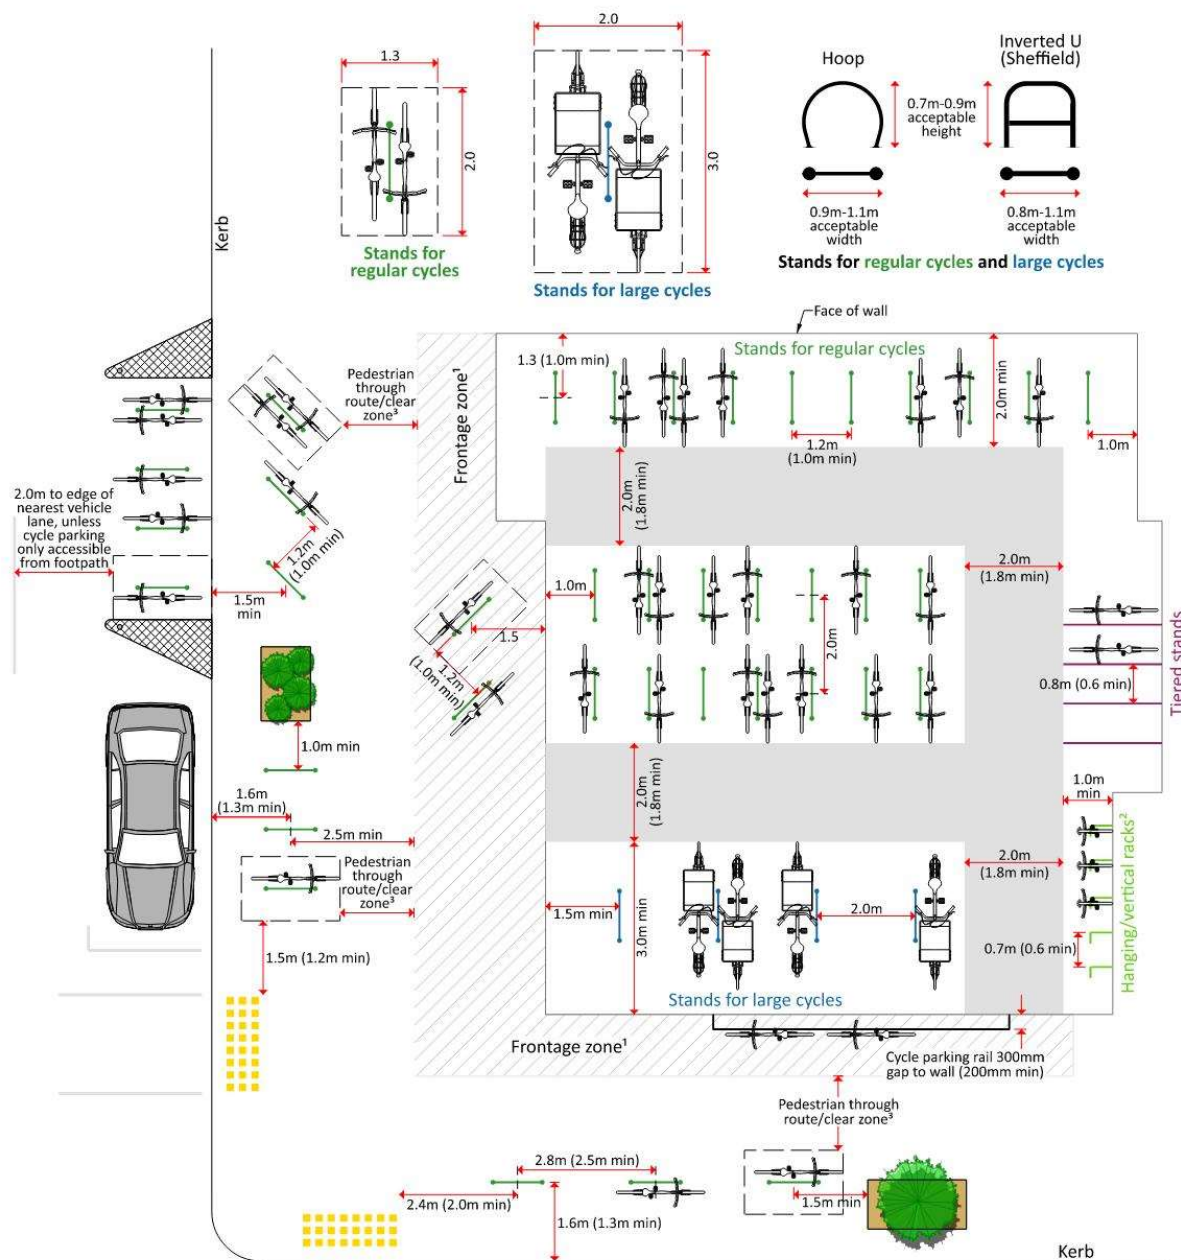 2.0
1.3
Inverted U
(Sheffield)
Hoop
0.7m-0.9m
acceptable
height
2.0
3.0
Kerb
0.9m-1.1m
acceptable
width
0.8m-1.1m
acceptable
width
Stands for
regular cycles
Stands for large cycles
Stands for regular cycles and large cycles
Face of wall
Stands for regular cycles
1.3 (1.0m min)
Pedestrian
through
route/clear
zone³
Frontage zone¹
2.0m min
1.2m
(1.0m min)
1.0m
2.0m to edge of
nearest vehicle
lane, unless
cycle parking
only accessible
from footpath
2.0m
(1.8m min)
1.2m
(1.0m min)
2.0m
(1.8m min)
1.0m
1.5m
min
1.5
2.0m
1.2m
(1.0m min)
0.8m (0.6 min)
Tiered stands
1.0m min
2.0m
(1.8m min)
1.0m
min
1.6m
(1.3m min)
2.5m min
Pedestrian
through
route/clear
zone³
2.0m
(1.8m min)
Hanging/vertical racks²
1.5m min
3.0m min
2.0m
0.7m (0.6 min)
1.5m (1.2m min)
Stands for large cycles
Frontage zone¹
Cycle parking rail 300mm
gap to wall (200mm min)
Pedestrian through
route/clear zone³
2.8m (2.5m min)
2.4m (2.0m min)
1.5m min
1.6m (1.3m min)
Kerb